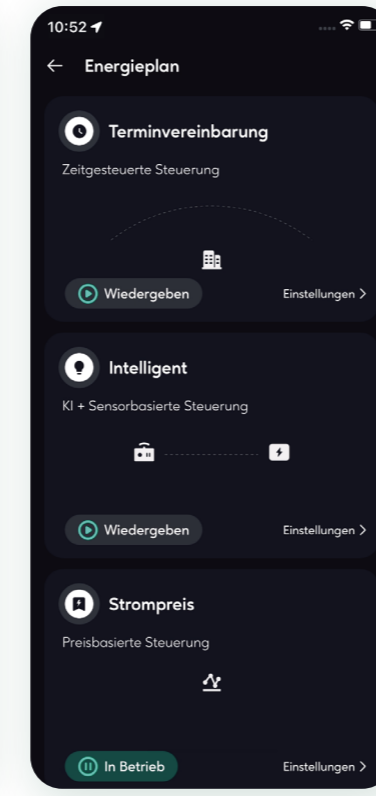 10:52
Energieplan
Terminvereinbarung
Zeitgesteuerte Steuerung
Wiedergeben
Einstellungen
Intelligent
KI + Sensorbasierte Steuerung
Wiedergeben
Einstellungen
Strompreis
Preisbasierte Steuerung
In Betrieb
Einstellungen